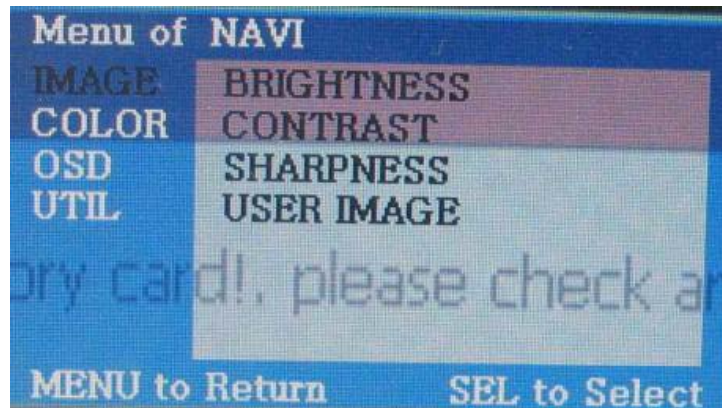 Menu of NAVI
IMAGE BRIGHTNESS
COLOR CONTRAST
OSD SHARPNESS
UTIL USER IMAGE
ory card!, please check a
MENU to Return SEL to Select